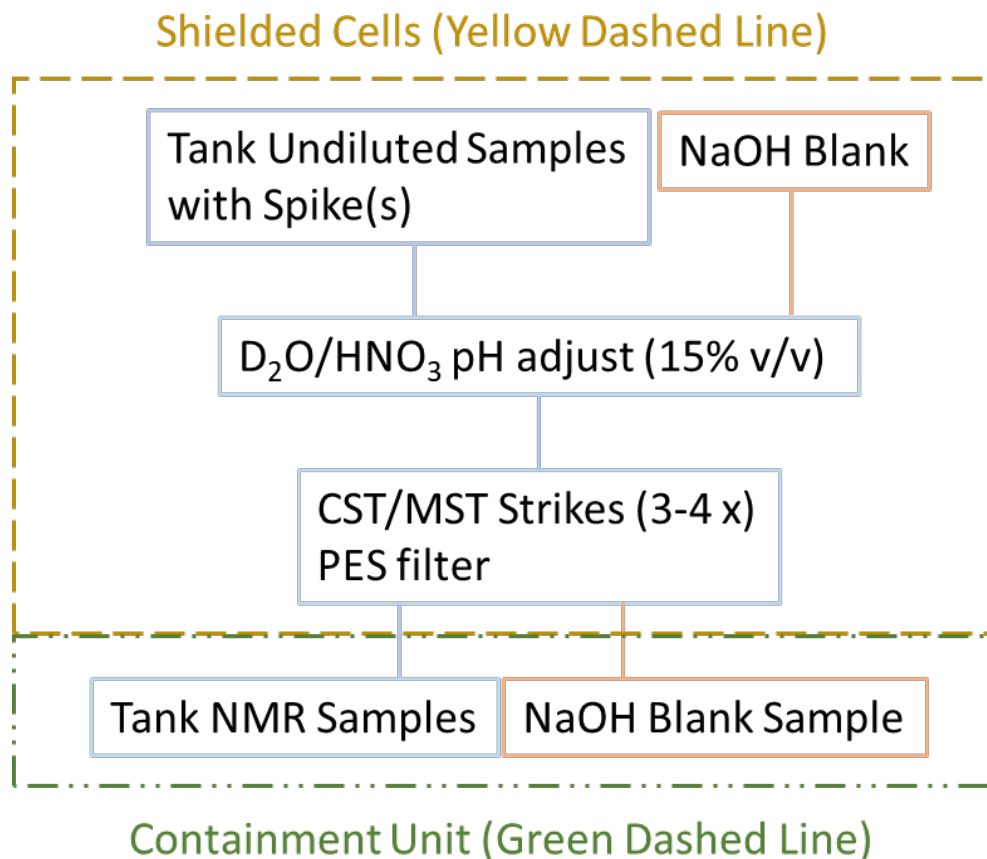 Shielded Cells (Yellow Dashed Line)
Tank Undiluted Samples
with Spike(s)
NaOH Blank
D₂O/HNO₃ pH adjust (15% v/v)
CST/MST Strikes (3-4 x)
PES filter
Tank NMR Samples
NaOH Blank Sample
Containment Unit (Green Dashed Line)